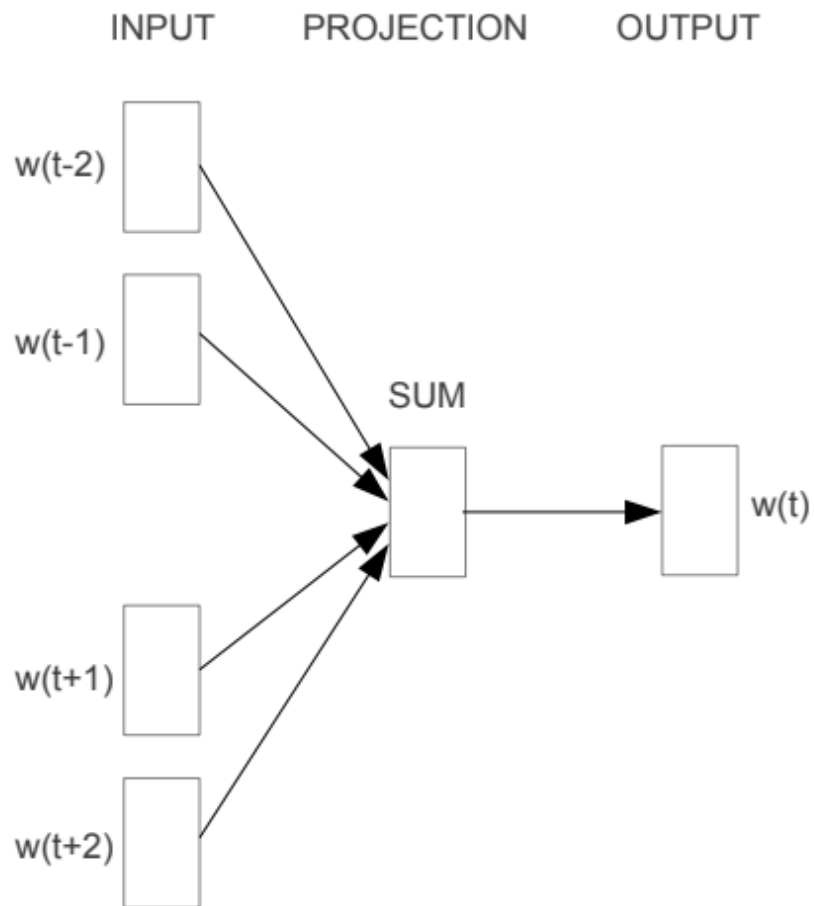 INPUT PROJECTION OUTPUT
w(t-2)
w(t-1)
SUM
w(t)
w(t+1)
w(t+2)